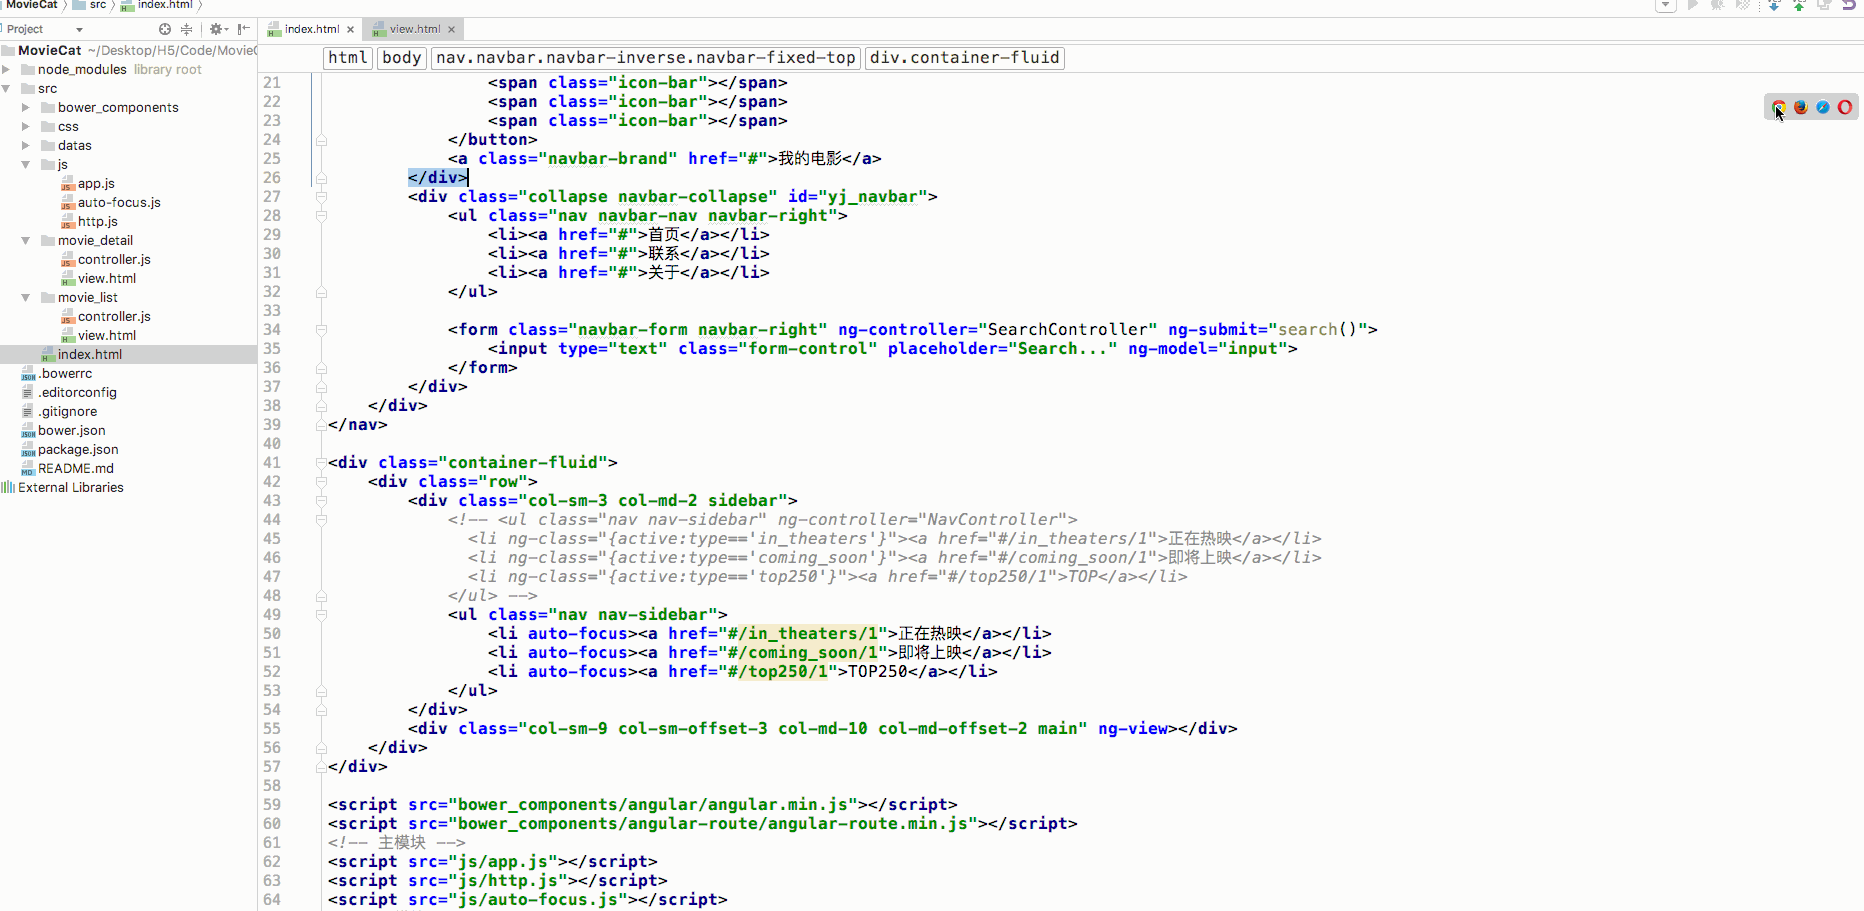 MovieCat src index.html
Project
index.html view.html
MovieCat ~/Desktop/H5/Code/MovieC
html body nav.navbar.navbar-inverse.navbar-fixed-top div.container-fluid
node_modules library root
src
bower_components
css
datas
js
app.js
auto-focus.js
http.js
movie_detail
controller.js
view.html
movie_list
controller.js
view.html
index.html
.bowerrc
.editorconfig
.gitignore
bower.json
package.json
README.md
External Libraries
21 <span class="icon-bar"></span>
22 <span class="icon-bar"></span>
23 <span class="icon-bar"></span>
24 </button>
25 <a class="navbar-brand" href="#">我的电影</a>
26 </div>
27 <div class="collapse navbar-collapse" id="yj_navbar">
28 <ul class="nav navbar-nav navbar-right">
29 <li><a href="#">首页</a></li>
30 <li><a href="#">联系</a></li>
31 <li><a href="#">关于</a></li>
32 </ul>
33
34 <form class="navbar-form navbar-right" ng-controller="SearchController" ng-submit="search()">
35 <input type="text" class="form-control" placeholder="Search..." ng-model="input">
36 </form>
37 </div>
38 </div>
39 </nav>
40
41 <div class="container-fluid">
42 <div class="row">
43 <div class="col-sm-3 col-md-2 sidebar">
44 <!-- <ul class="nav nav-sidebar" ng-controller="NavController">
45 <li ng-class="{active:type=='in_theaters'}"><a href="#/in_theaters/1">正在热映</a></li>
46 <li ng-class="{active:type=='coming_soon'}"><a href="#/coming_soon/1">即将上映</a></li>
47 <li ng-class="{active:type=='top250'}"><a href="#/top250/1">TOP</a></li>
48 </ul> -->
49 <ul class="nav nav-sidebar">
50 <li auto-focus><a href="#/in_theaters/1">正在热映</a></li>
51 <li auto-focus><a href="#/coming_soon/1">即将上映</a></li>
52 <li auto-focus><a href="#/top250/1">TOP250</a></li>
53 </ul>
54 </div>
55 <div class="col-sm-9 col-sm-offset-3 col-md-10 col-md-offset-2 main" ng-view></div>
56 </div>
57 </div>
58
59 <script src="bower_components/angular/angular.min.js"></script>
60 <script src="bower_components/angular-route/angular-route.min.js"></script>
61 <!-- 主模块 -->
62 <script src="js/app.js"></script>
63 <script src="js/http.js"></script>
64 <script src="js/auto-focus.js"></script>